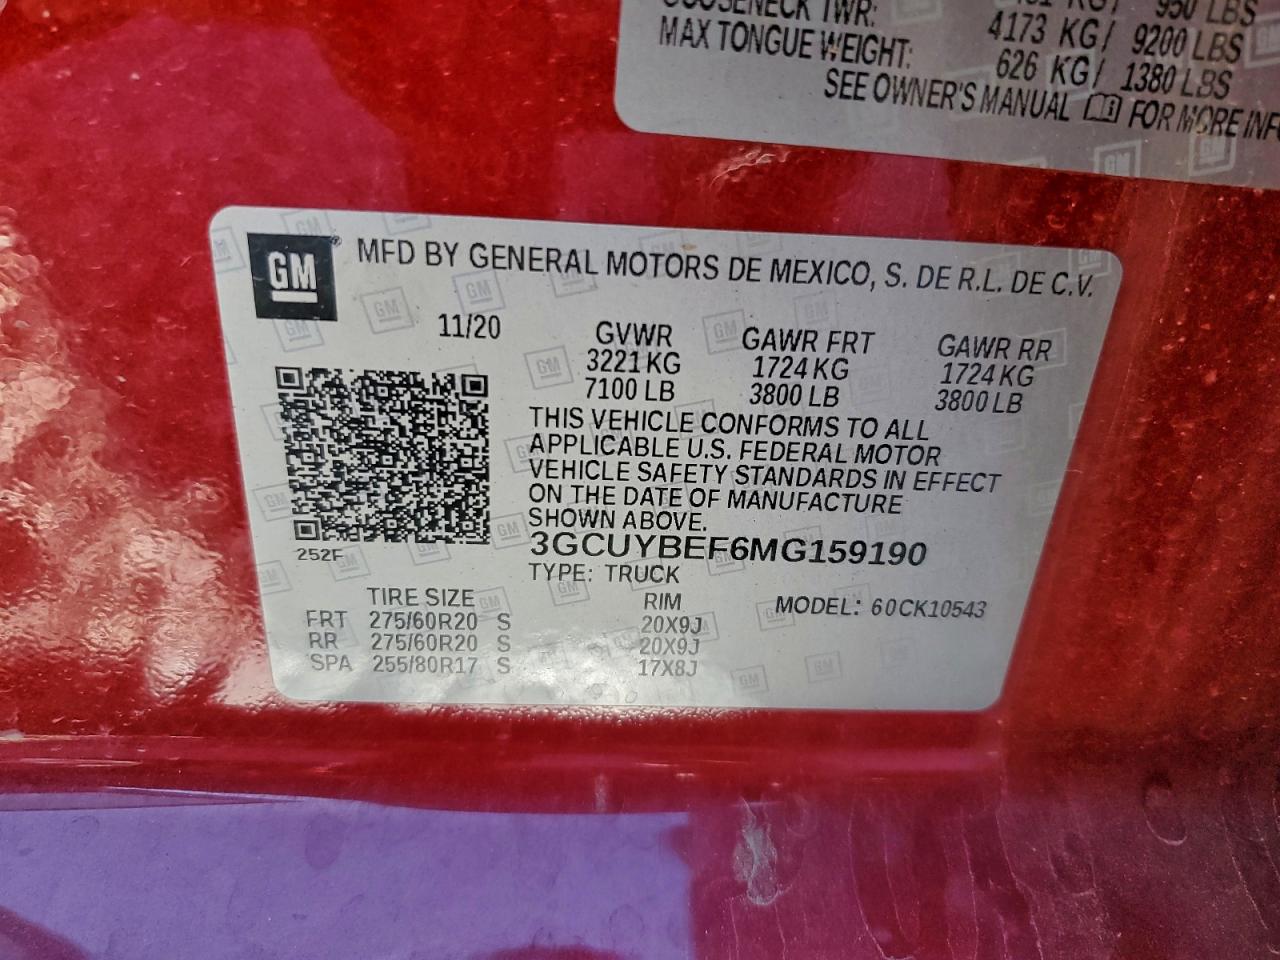 GOOSENECK TWR: 4173 KG/ 9200 LBS
MAX TONGUE WEIGHT: 626 KG/ 1380 LBS
SEE OWNER'S MANUAL FOR MORE
GM
MFD BY GENERAL MOTORS DE MEXICO, S. DE R.L. DE C.V.
11/20
GVWR GAWR FRT GAWR RR
3221 KG 1724 KG 1724 KG
7100 LB 3800 LB 3800 LB
THIS VEHICLE CONFORMS TO ALL
APPLICABLE U.S. FEDERAL MOTOR
VEHICLE SAFETY STANDARDS IN EFFECT
ON THE DATE OF MANUFACTURE
SHOWN ABOVE.
252F
3GCUYBEF6MG159190
TYPE: TRUCK
TIRE SIZE RIM MODEL: 60CK10543
FRT 275/60R20 S 20X9J
RR 275/60R20 S 20X9J
SPA 255/80R17 S 17X8J